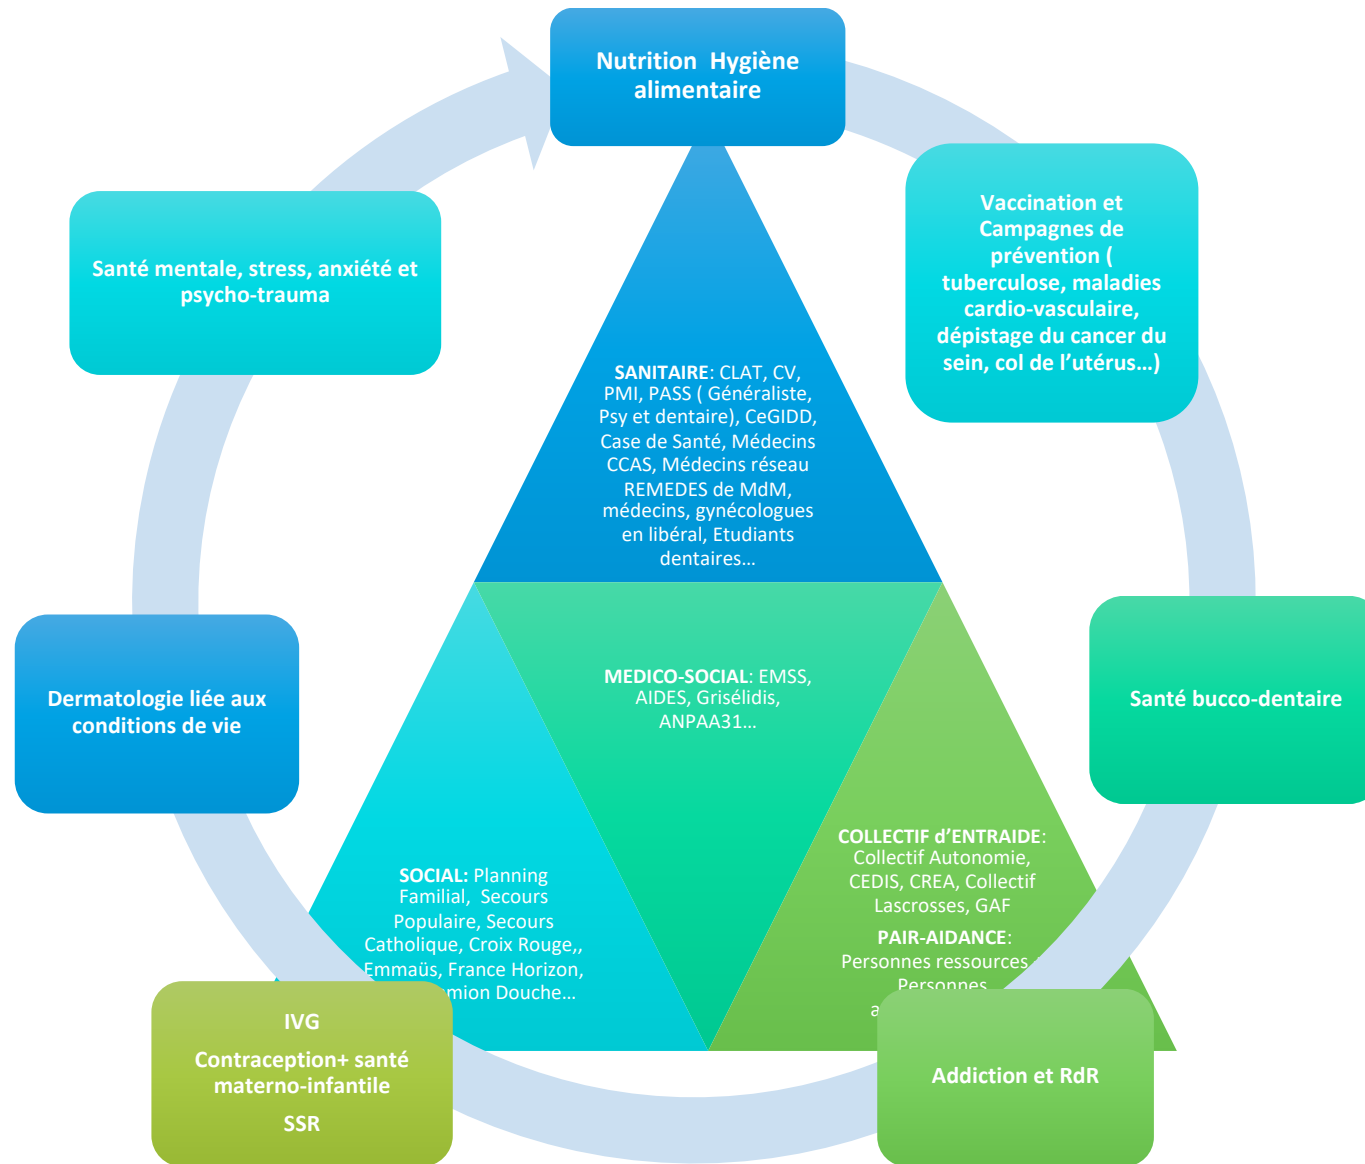 Nutrition  Hygiène
alimentaire
Vaccination et
Campagnes de
prévention (
tuberculose, maladies
cardio-vasculaire,
dépistage du cancer du
sein, col de l’utérus…)
Santé mentale, stress, anxiété et
psycho-trauma
SANITAIRE: CLAT, CV,
PMI, PASS ( Généraliste,
Psy et dentaire), CeGIDD,
Case de Santé, Médecins
CCAS, Médecins réseau
REMEDES de MdM,
médecins, gynécologues
en libéral, Etudiants
dentaires…
Dermatologie liée aux
conditions de vie
MEDICO-SOCIAL: EMSS,
AIDES, Grisélidis,
ANPAA31…
Santé bucco-dentaire
SOCIAL: Planning
Familial,  Secours
Populaire, Secours
Catholique, Croix Rouge,,
Emmaüs, France Horizon,
Douche…
COLLECTIF d’ENTRAIDE:
Collectif Autonomie,
CEDIS, CREA, Collectif
Lascrosses, GAF
PAIR-AIDANCE:
Personnes ressources
Personnes
IVG
Contraception+ santé
materno-infantile
SSR
Addiction et RdR